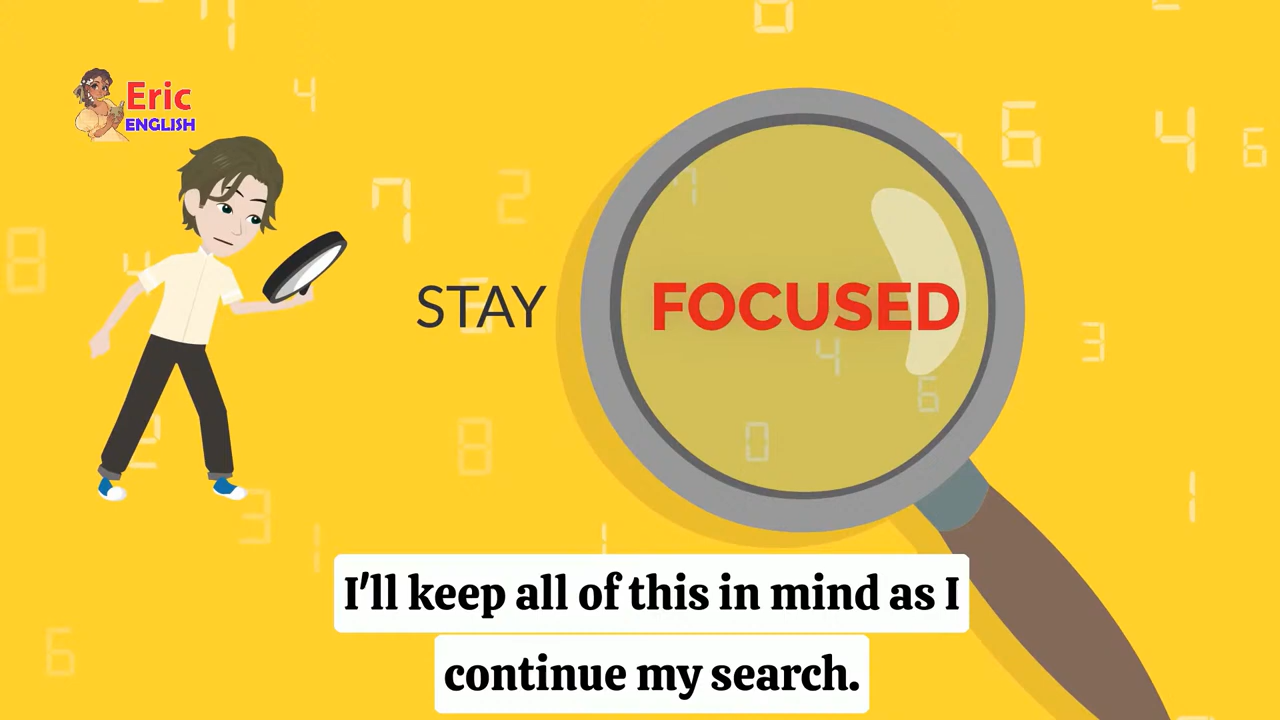 Eric
ENGLISH
STAY FOCUSED
I'll keep all of this in mind as I
continue my search.